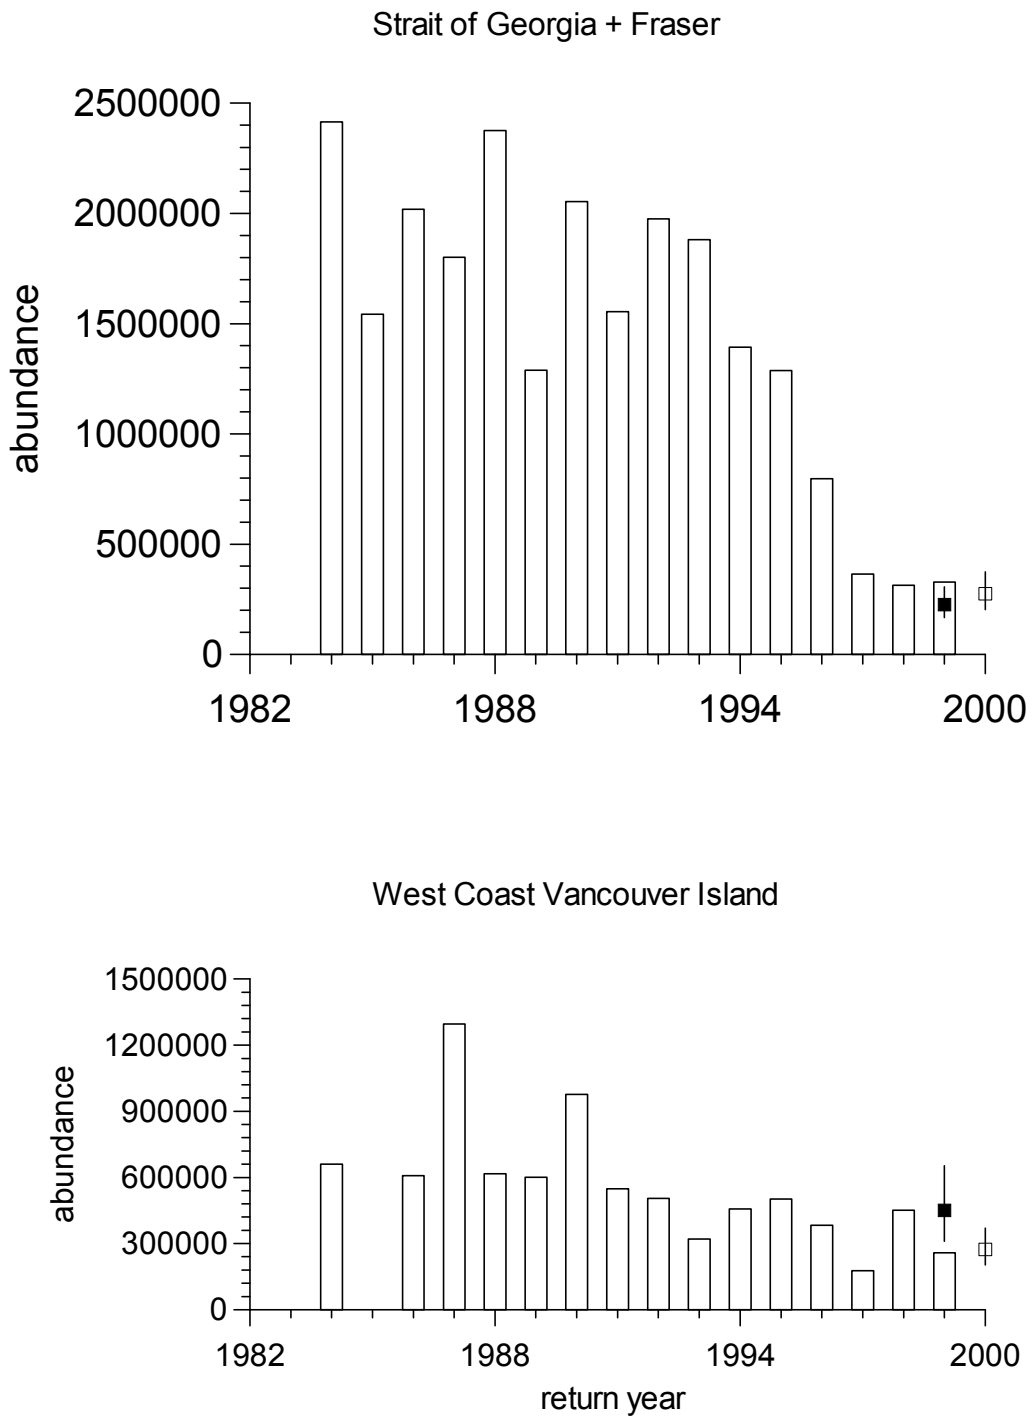 Strait of Georgia + Fraser
2500000
2000000
1500000
1000000
500000
0
abundance
1982 1988 1994 2000
West Coast Vancouver Island
1500000
1200000
900000
600000
300000
0
abundance
1982 1988 1994 2000
return year